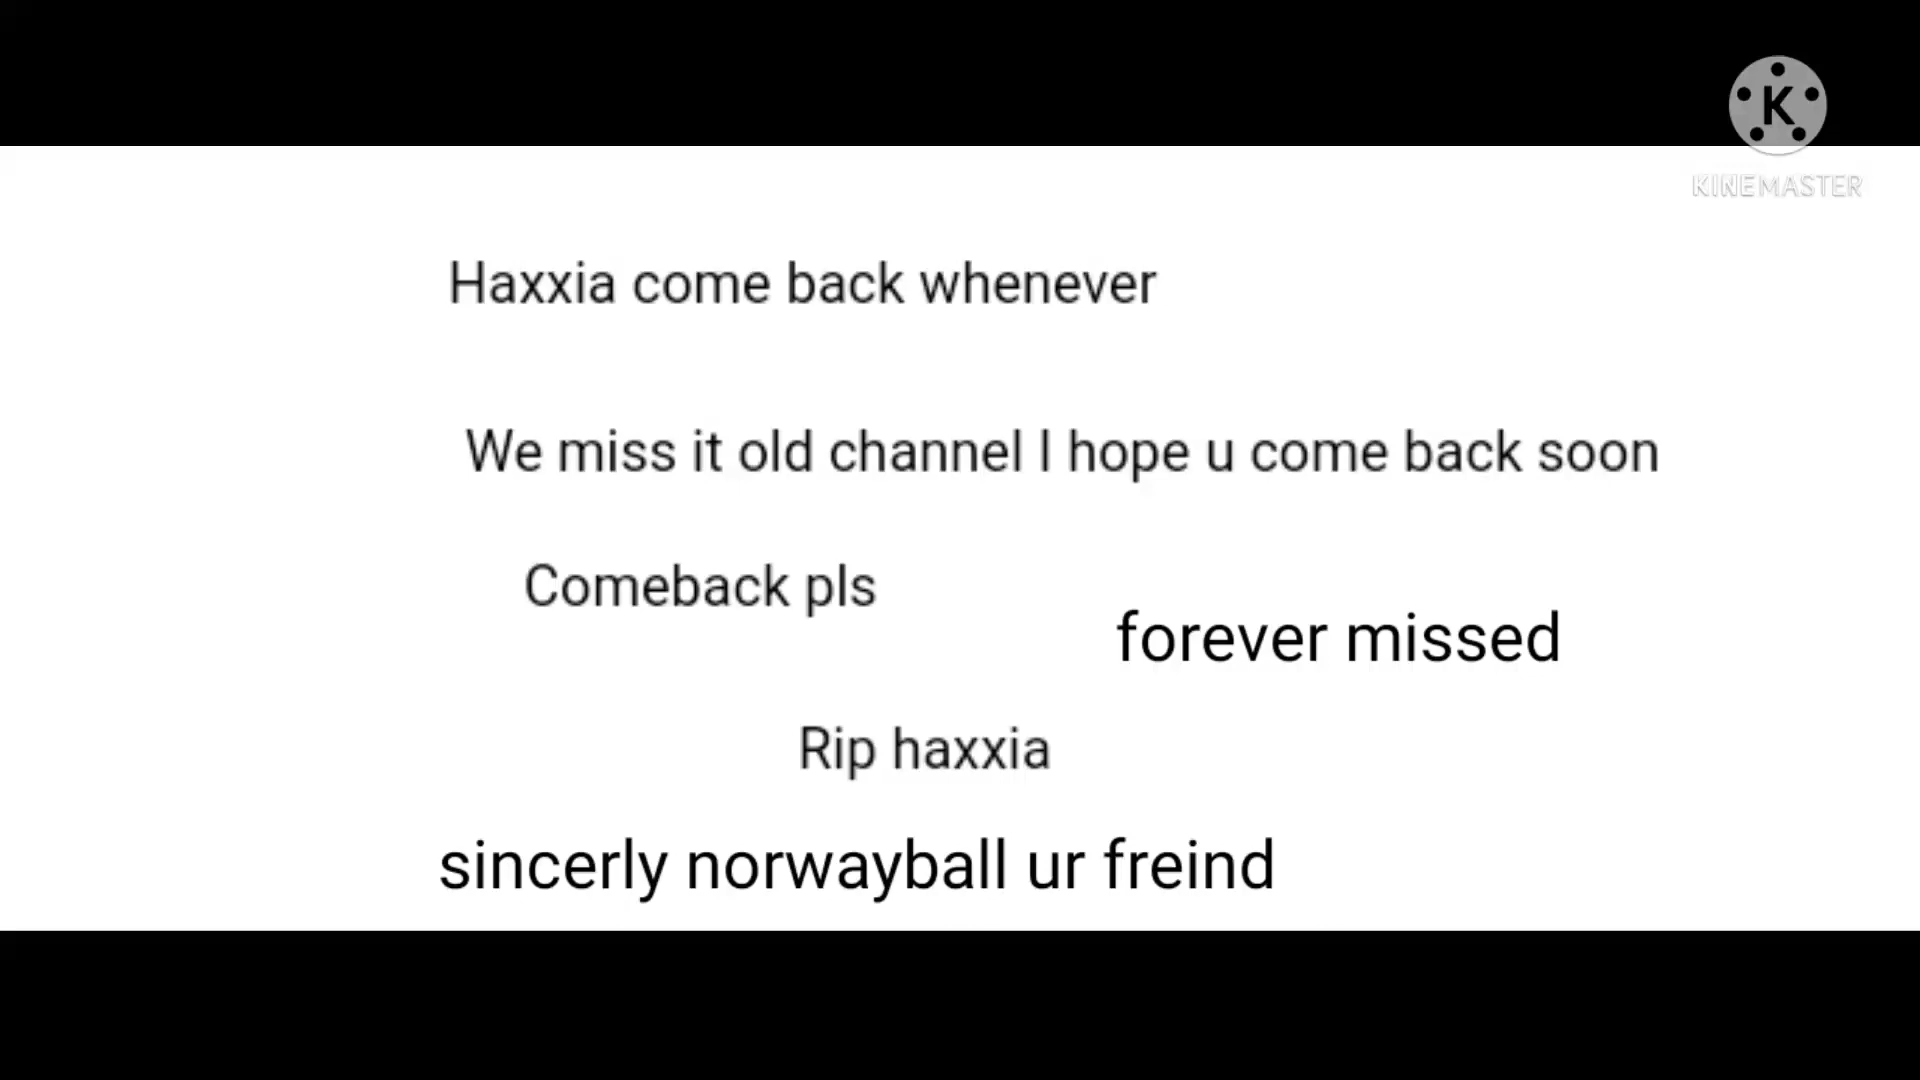 K
KINEMASTER
Haxxia come back whenever
We miss it old channel I hope u come back soon
Comeback pls
forever missed
Rip haxxia
sincerly norwayball ur freind